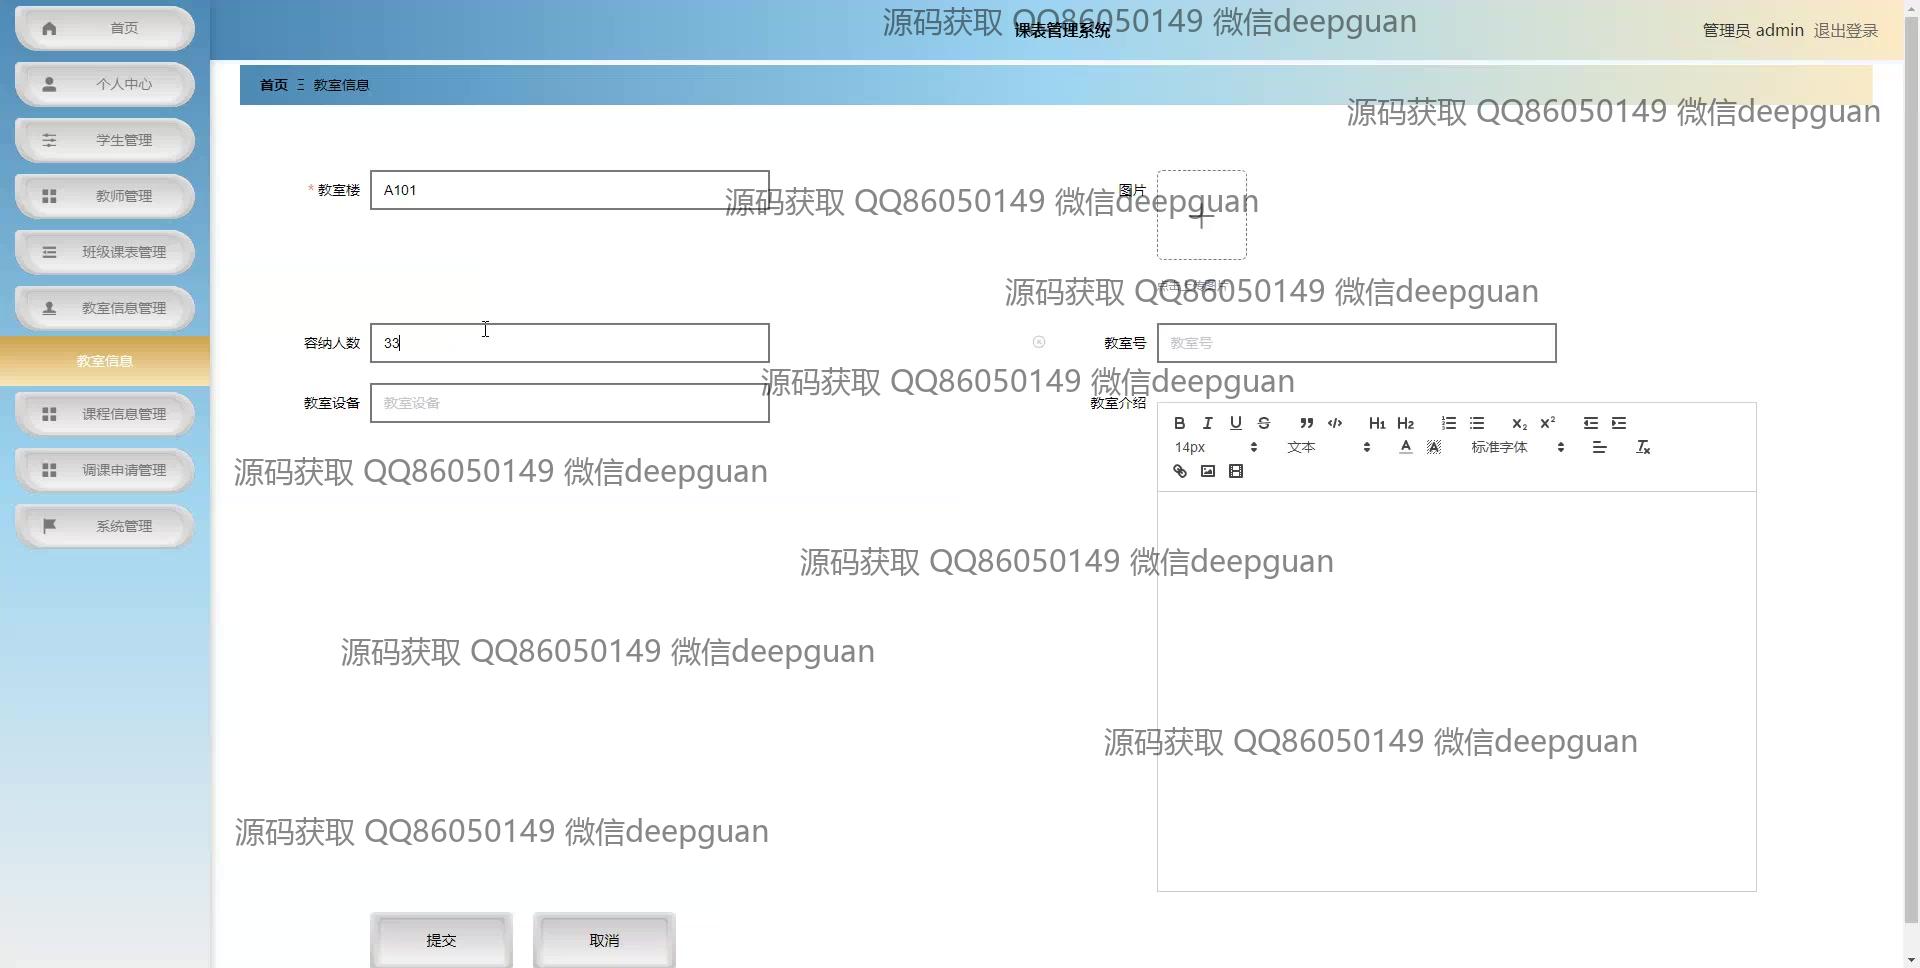 首页
个人中心
学生管理
教师管理
班级课表管理
教室信息管理
教室信息
课程信息管理
调课申请管理
系统管理
课表管理系统
管理员 admin 退出登录
源码获取 QQ86050149 微信deepguan
首页 Ξ 教室信息
源码获取 QQ86050149 微信deepguan
* 教室楼 A101
图片
源码获取 QQ86050149 微信deepguan
点击上传图片
源码获取 QQ86050149 微信deepguan
容纳人数 33
教室号 教室号
源码获取 QQ86050149 微信deepguan
教室设备 教室设备
教室介绍
B I U S H1 H2 x₂ x²
14px 文本 A A 标准字体 Tx
源码获取 QQ86050149 微信deepguan
源码获取 QQ86050149 微信deepguan
源码获取 QQ86050149 微信deepguan
源码获取 QQ86050149 微信deepguan
源码获取 QQ86050149 微信deepguan
提交 取消